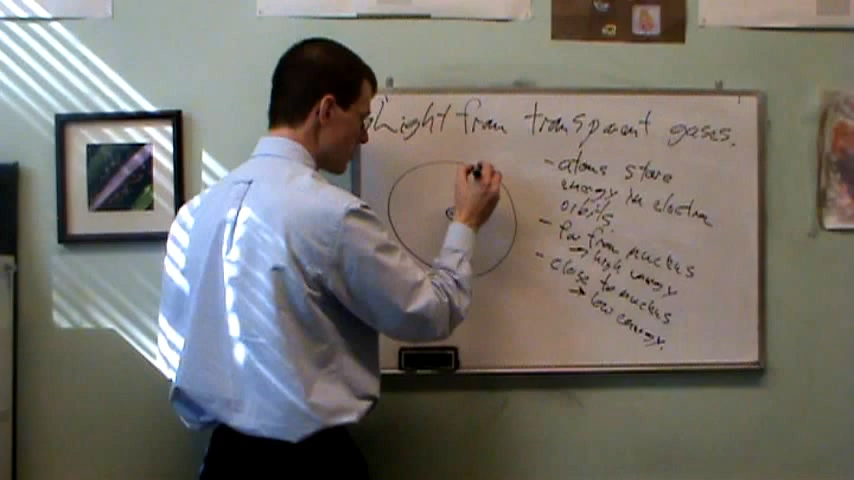 Light from transparent gases.
- atoms store
energy in electron
orbits.
- Far from nucleus
→ high energy
- close to nucleus
→ low energy.